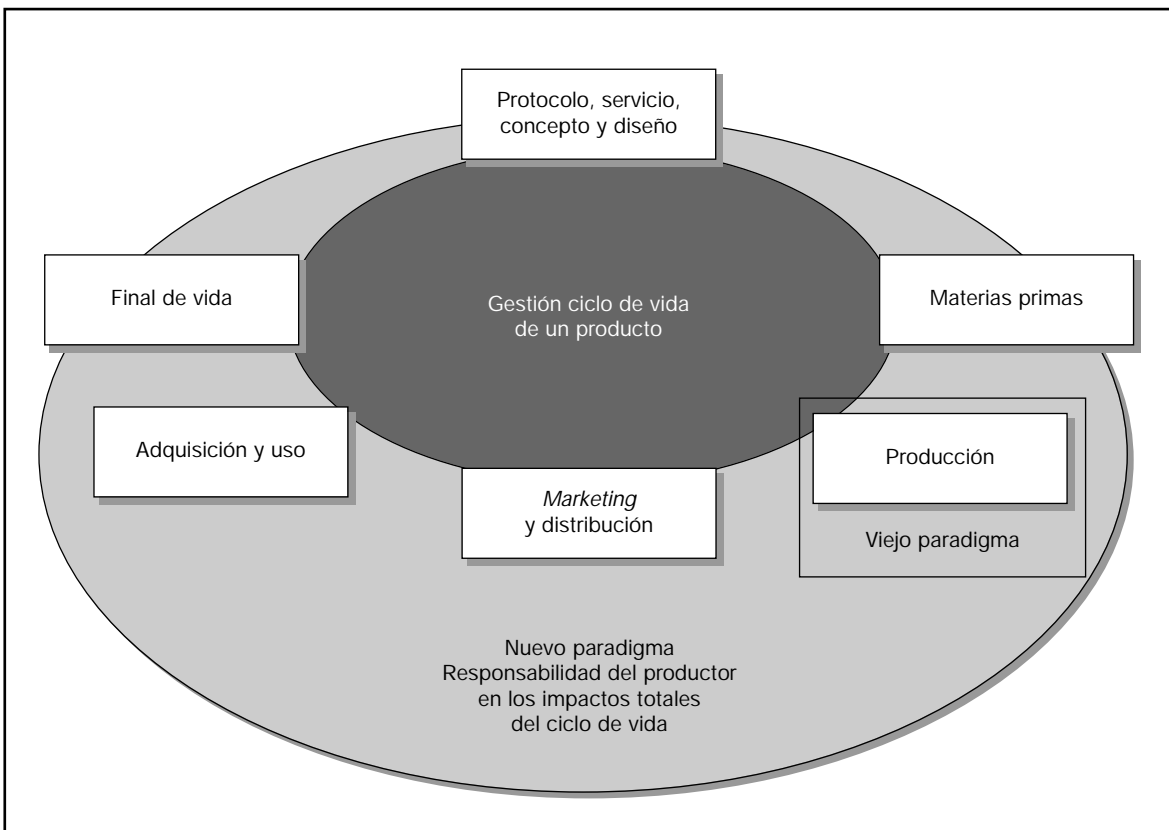 Protocolo, servicio,
concepto y diseño
Final de vida
Gestión ciclo de vida
de un producto
Materias primas
Adquisición y uso
Marketing
y distribución
Producción
Viejo paradigma
Nuevo paradigma
Responsabilidad del productor
en los impactos totales
del ciclo de vida